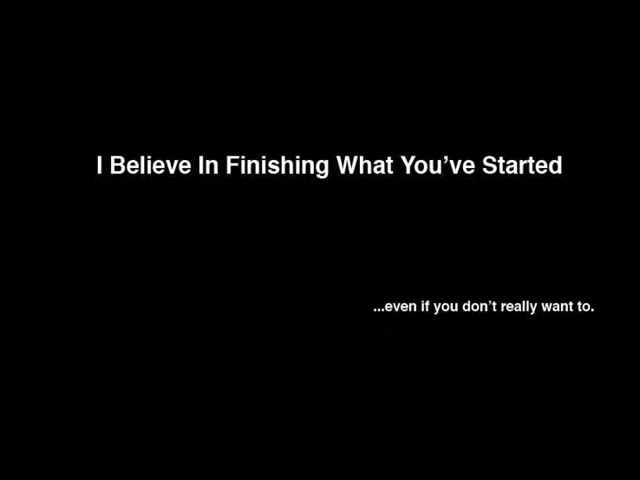 I Believe In Finishing What You’ve Started
...even if you don’t really want to.